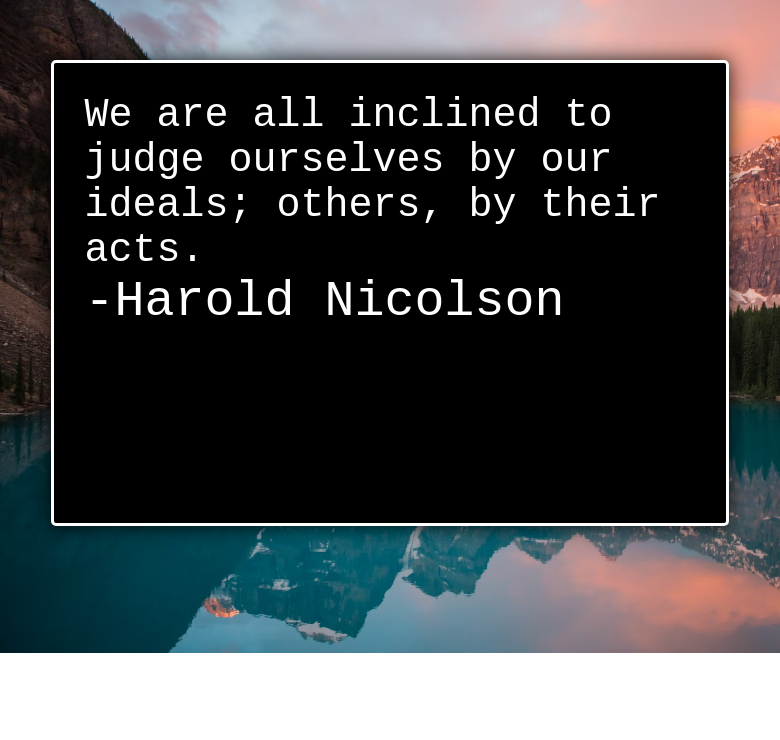 We are all inclined to
judge ourselves by our
ideals; others, by their
acts.
-Harold Nicolson